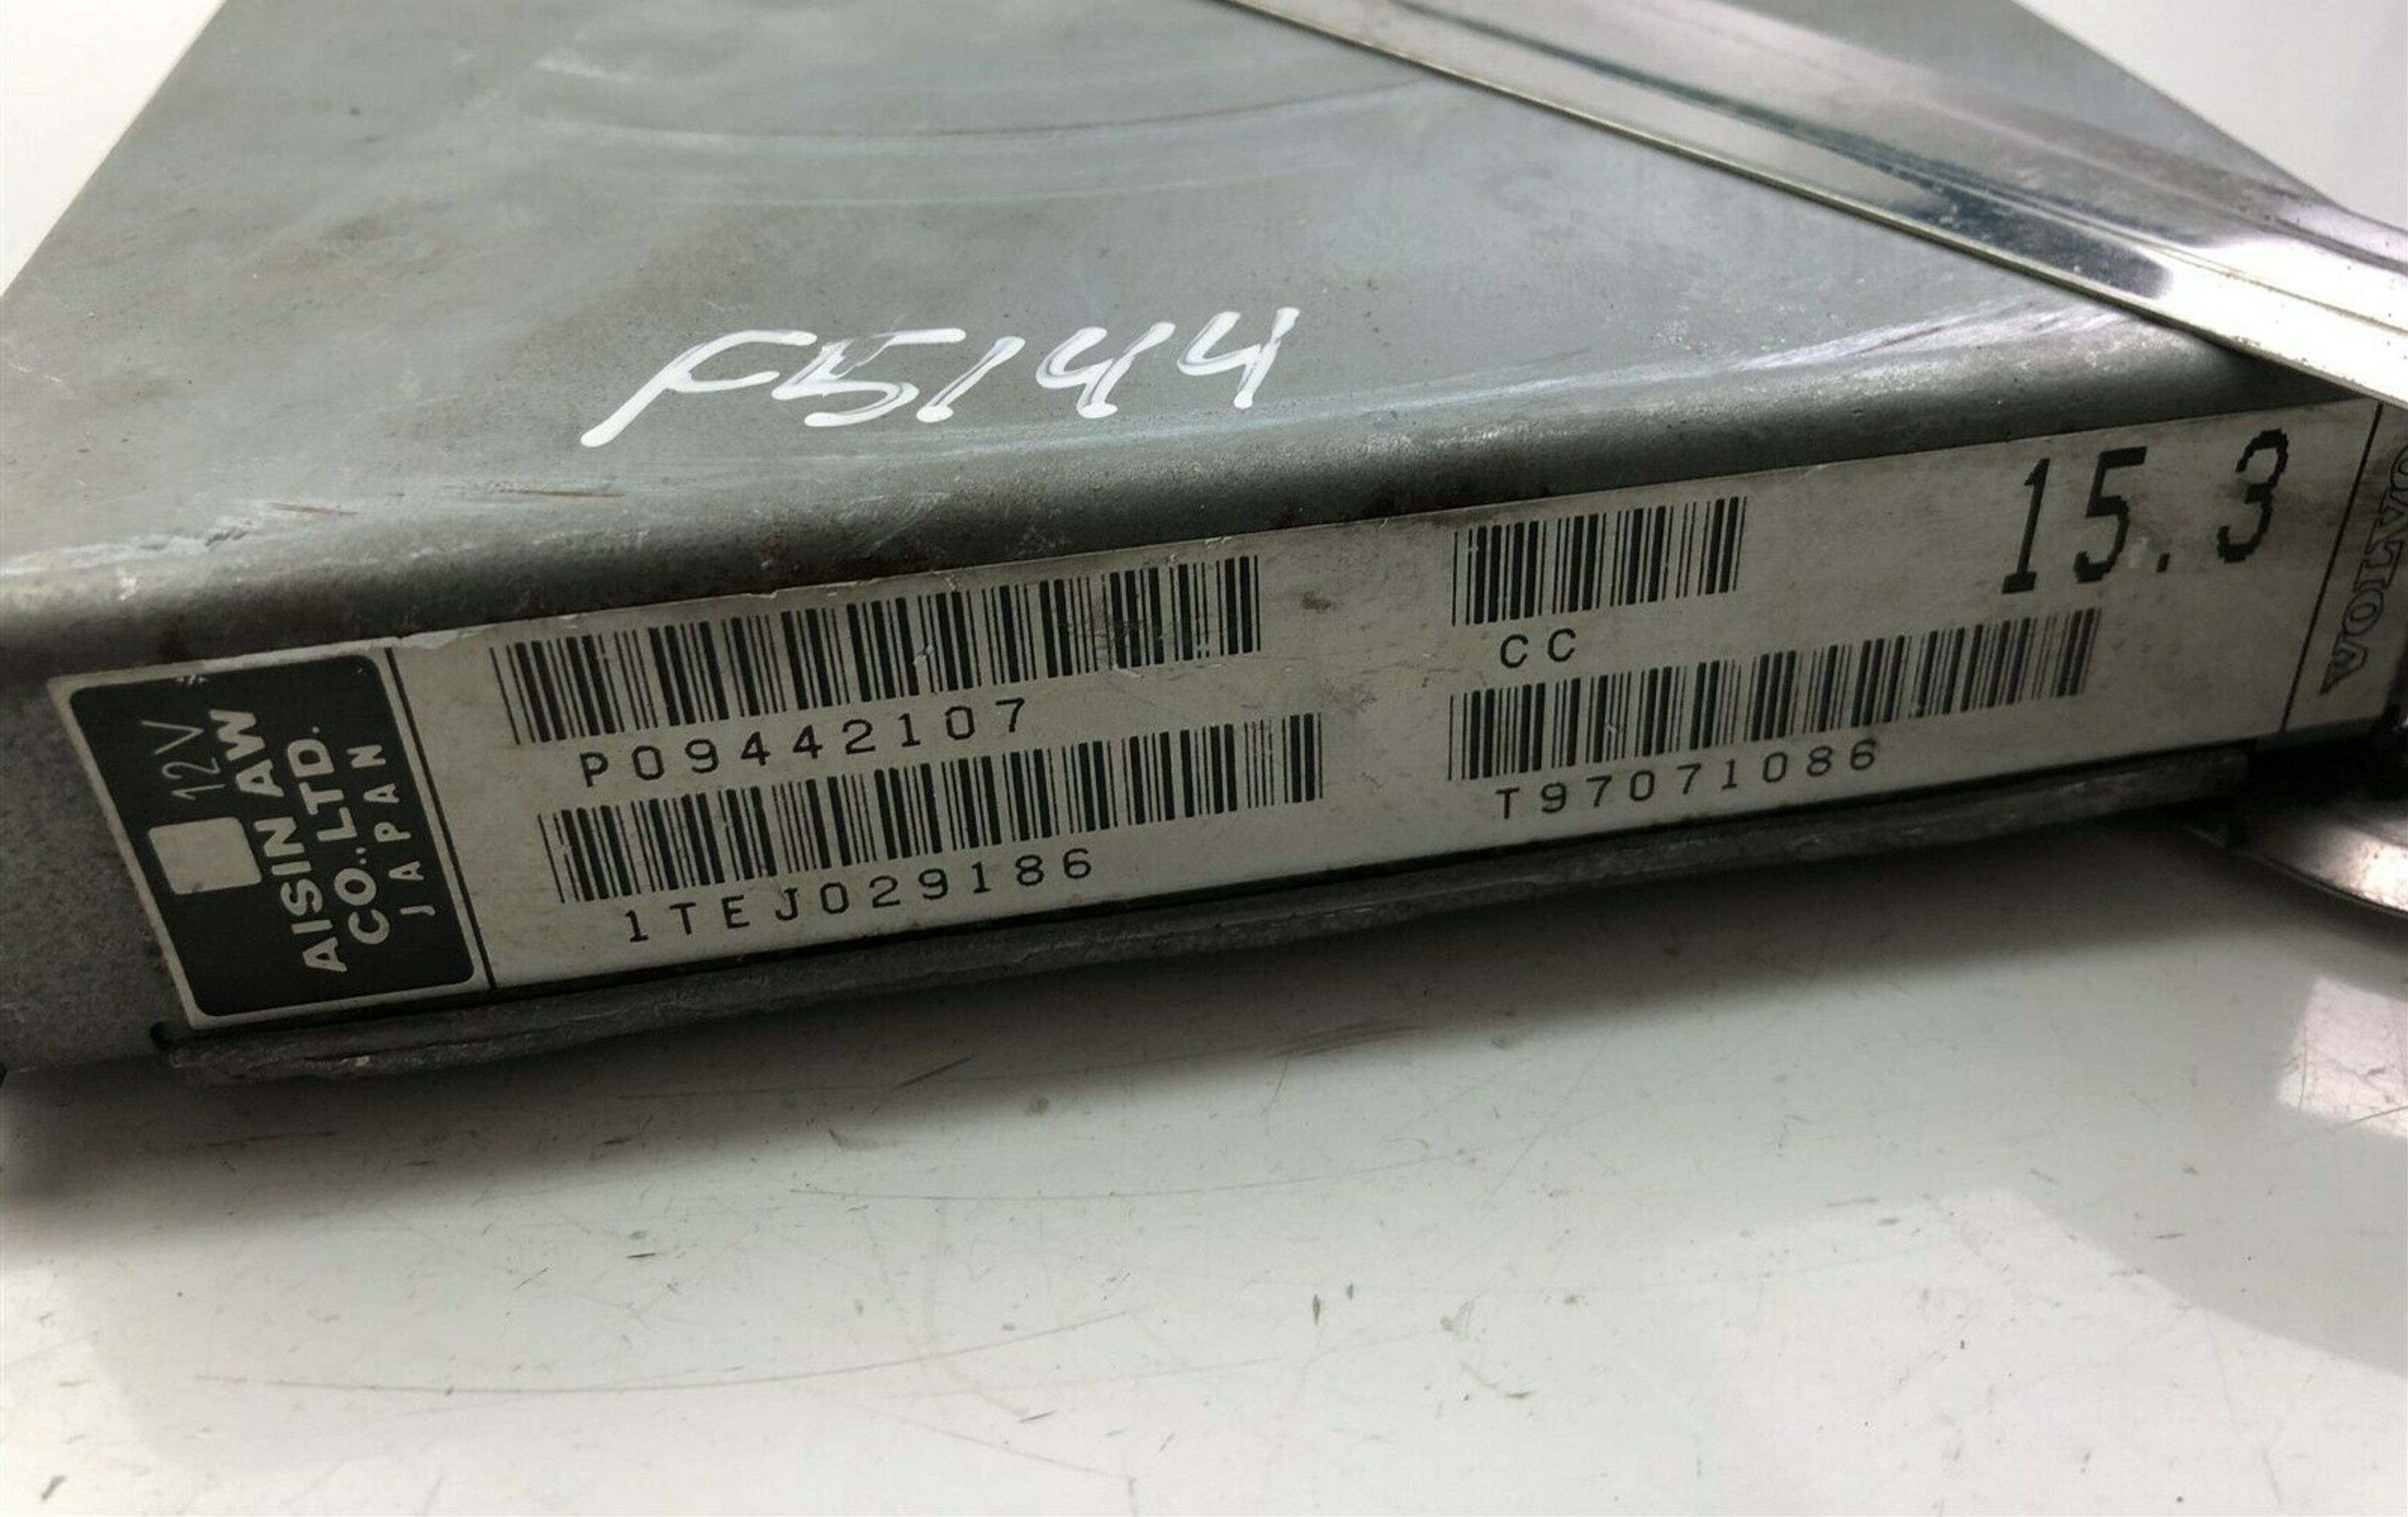 F5144
12V
AISIN AW
CO.,LTD.
JAPAN
P09442107
1TEJ029186
CC
T97071086
15.3
VOLVO